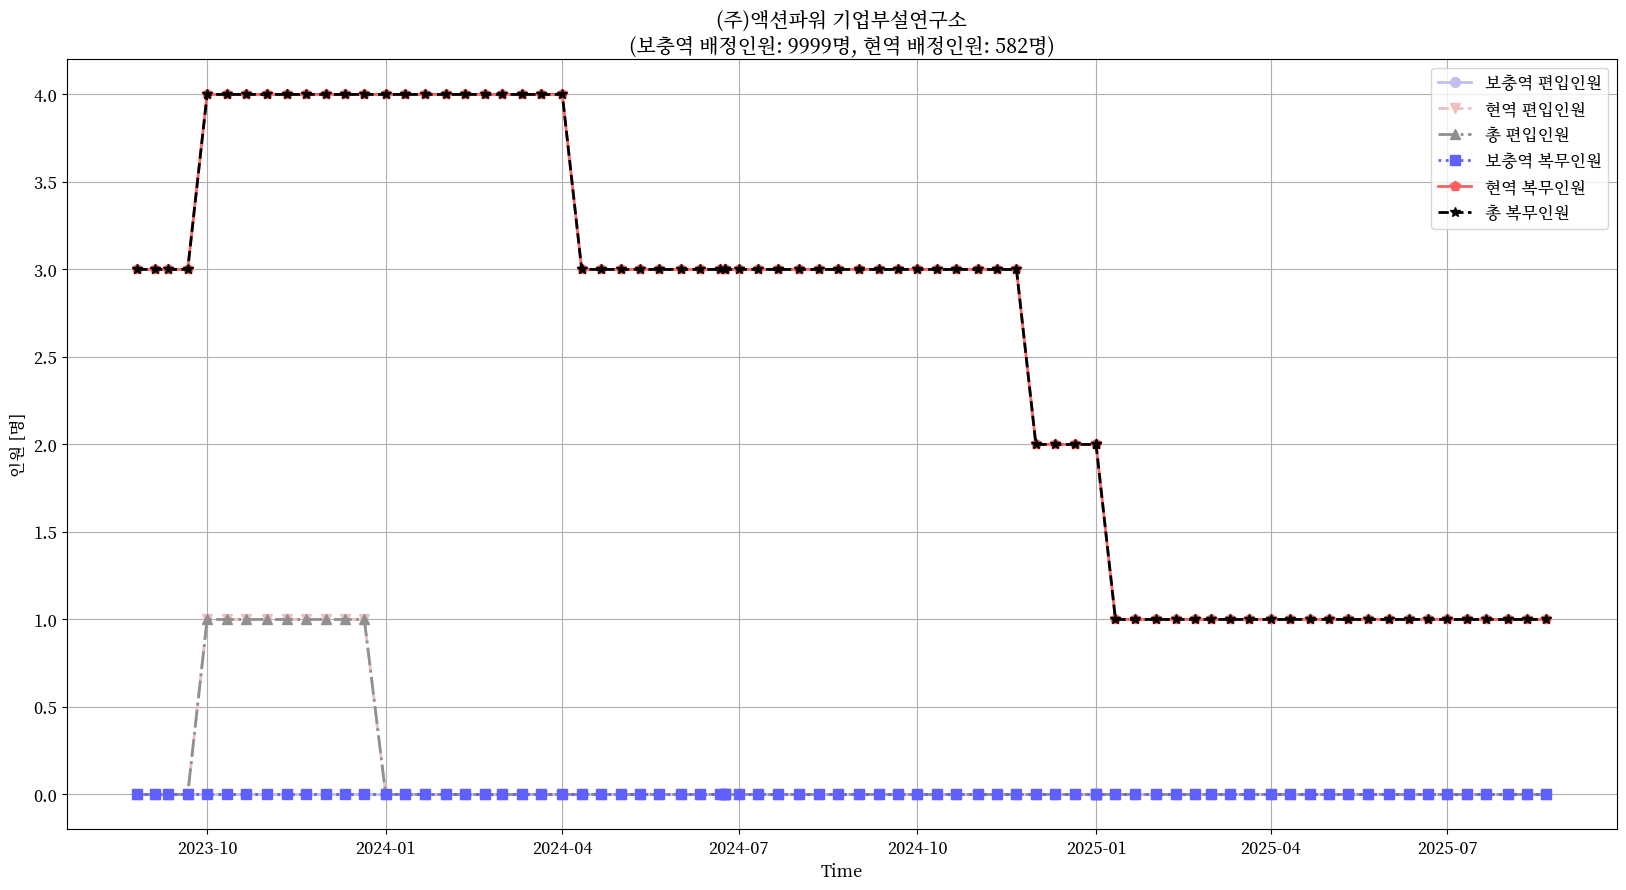 (주)액션파워 기업부설연구소
(보충역 배정인원: 9999명, 현역 배정인원: 582명)
보충역 편입인원
현역 편입인원
총 편입인원
보충역 복무인원
현역 복무인원
총 복무인원
인원 [명]
4.0
3.5
3.0
2.5
2.0
1.5
1.0
0.5
0.0
2023-10 2024-01 2024-04 2024-07 2024-10 2025-01 2025-04 2025-07
Time